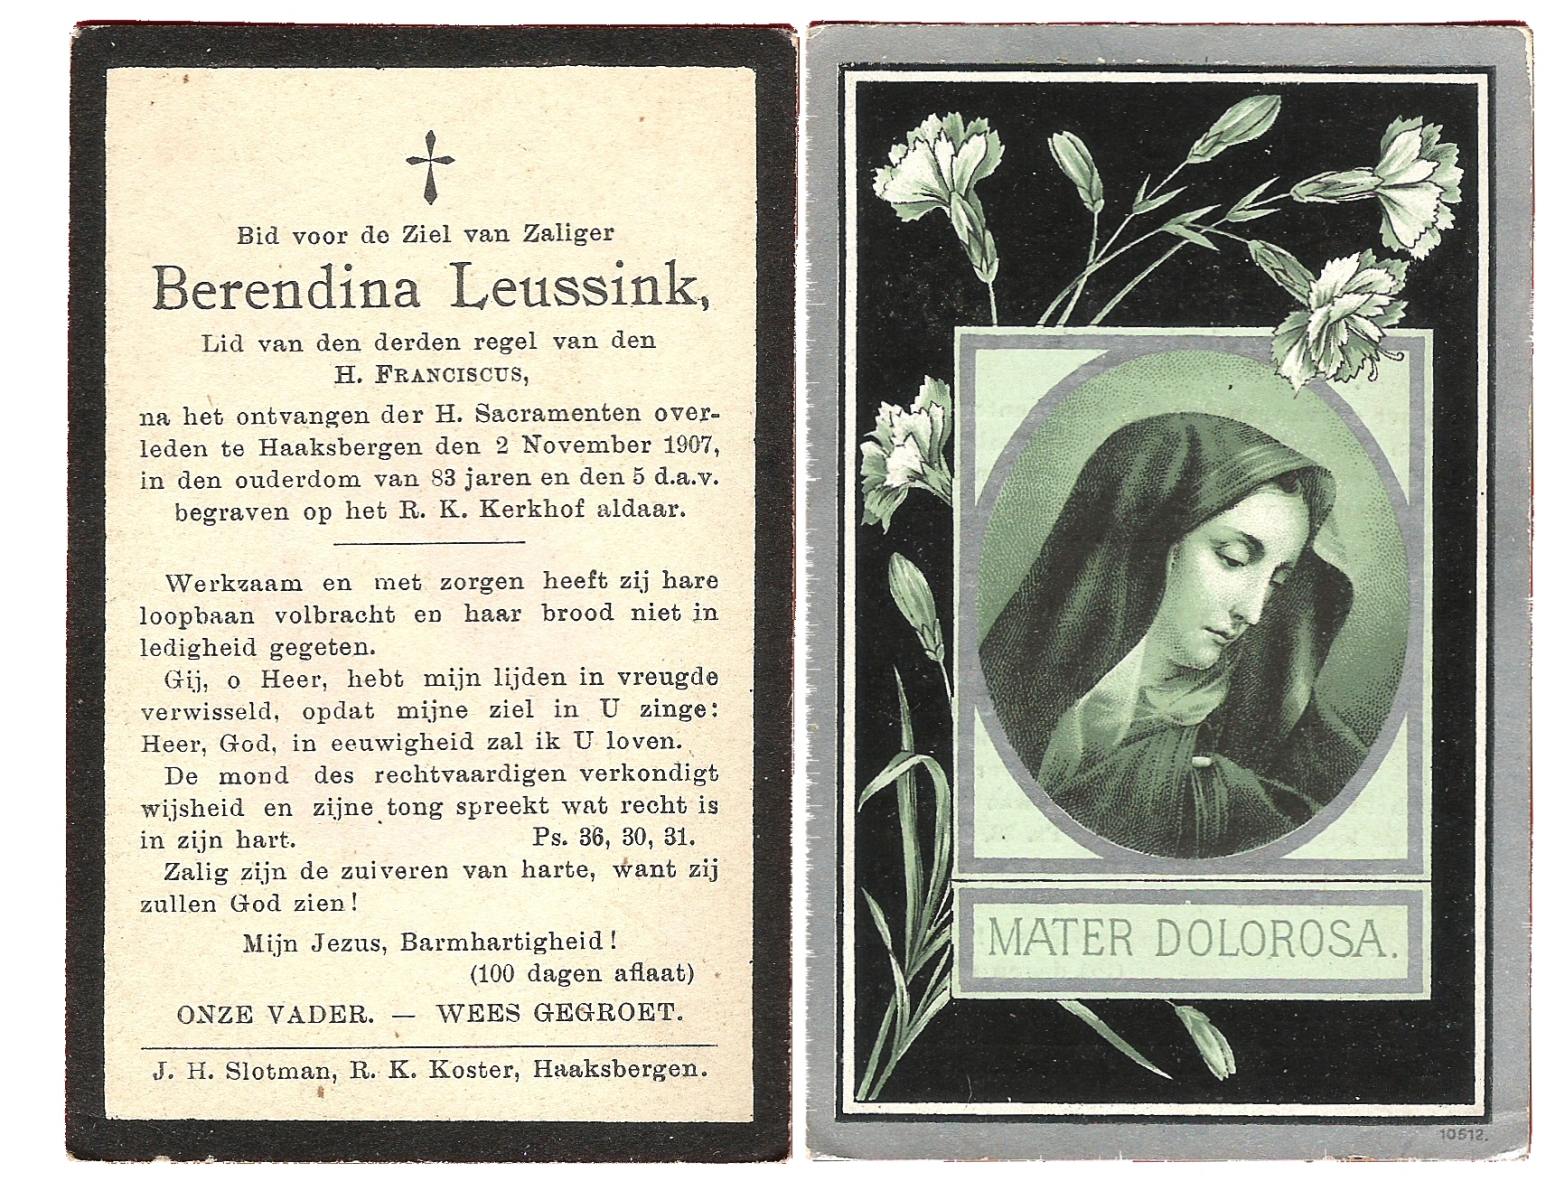 Bid voor de Ziel van Zaliger
Berendina Leussink,
Lid van den derden regel van den
H. FRANCISCUS,
na het ontvangen der H. Sacramenten over-
leden te Haaksbergen den 2 November 1907,
in den ouderdom van 83 jaren en den 5 d.a.v.
begraven op het R. K. Kerkhof aldaar.
Werkzaam en met zorgen heeft zij hare
loopbaan volbracht en haar brood niet in
ledigheid gegeten.
Gij, o Heer, hebt mijn lijden in vreugde
verwisseld, opdat mijne ziel in U zinge:
Heer, God, in eeuwigheid zal ik U loven.
De mond des rechtvaardigen verkondigt
wijsheid en zijne tong spreekt wat recht is
in zijn hart. Ps. 36, 30, 31.
Zalig zijn de zuiveren van harte, want zij
zullen God zien!
Mijn Jezus, Barmhartigheid!
(100 dagen aflaat)
ONZE VADER. — WEES GEGROET.
J. H. Slotman, R. K. Koster, Haaksbergen.
MATER DOLOROSA.
10512.